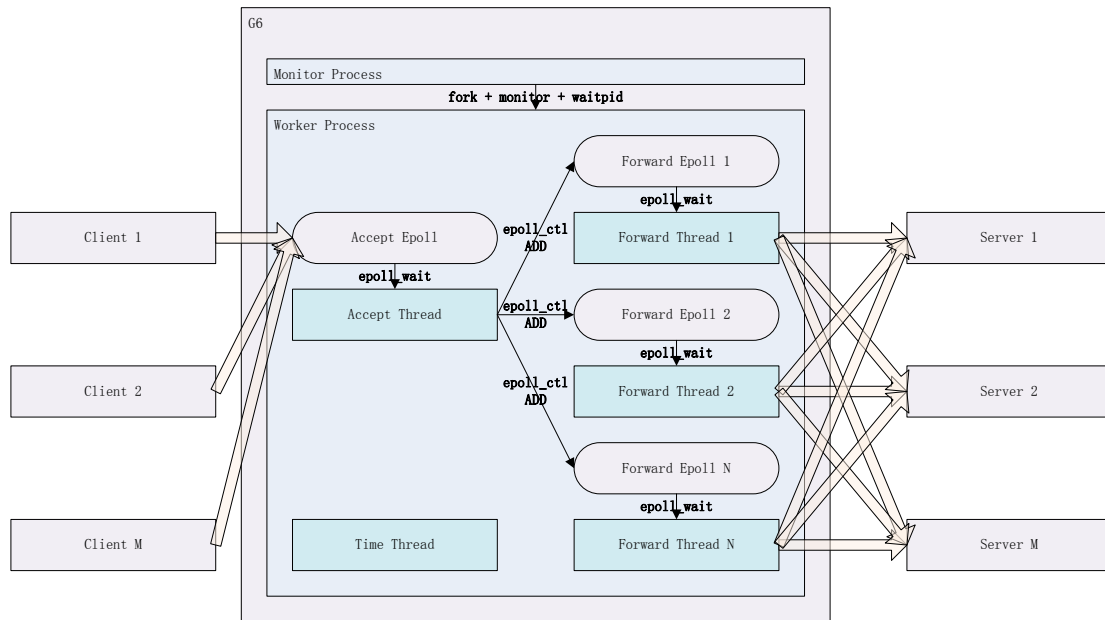 G6
Monitor Process
fork + monitor + waitpid
Worker Process
Forward Epoll 1
epoll_wait
Client 1
Accept Epoll
epoll_ctl
ADD
Forward Thread 1
Server 1
epoll_wait
Accept Thread
epoll_ctl
ADD
Forward Epoll 2
epoll_wait
Client 2
epoll_ctl
ADD
Forward Thread 2
Server 2
Forward Epoll N
epoll_wait
Client M
Time Thread
Forward Thread N
Server M